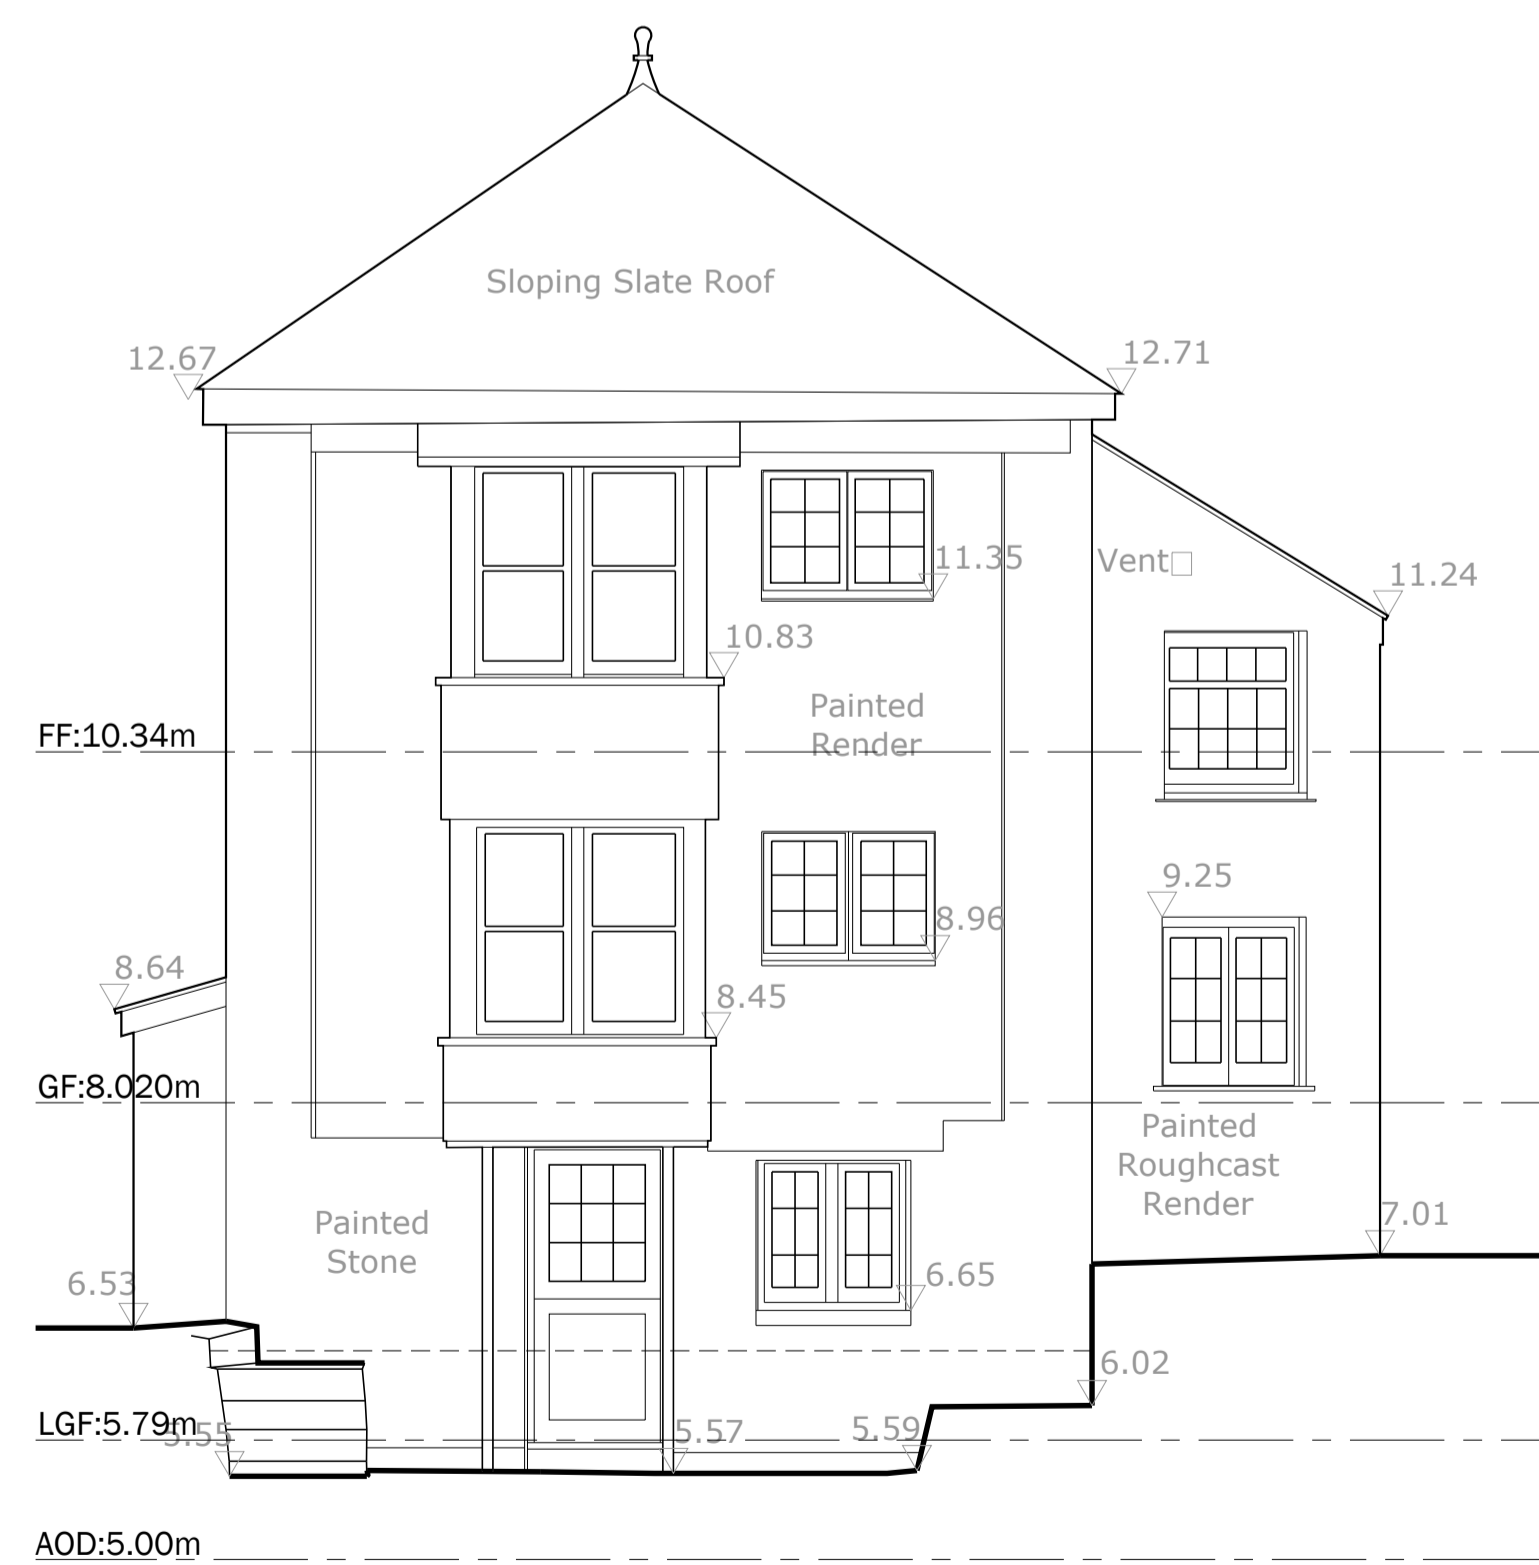 Sloping Slate Roof
12.67
12.71
11.35
Vent
11.24
10.83
Painted
Render
FF:10.34m
9.25
8.96
8.64
8.45
GF:8.020m
Painted
Roughcast
Render
Painted
Stone
7.01
6.53
6.65
6.02
LGF:5.79m
5.55
5.57
5.59
AOD:5.00m